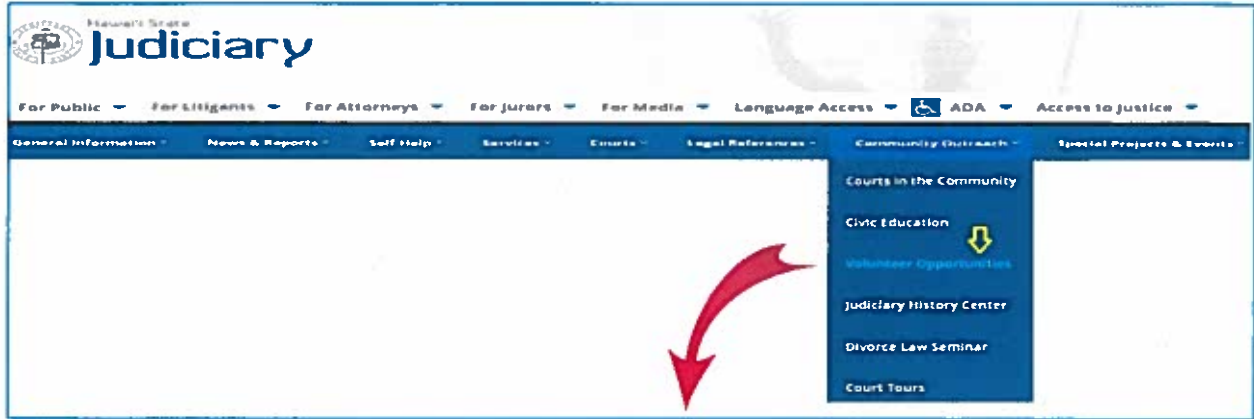 Hawai'i State
Judiciary
For Public For Litigants For Attorneys For Jurors For Media Language Access ADA Access to Justice
General Information News & Reports Self Help Services Courts Legal References Community Outreach Special Projects & Events
Courts in the Community
Civic Education
Volunteer Opportunities
Judiciary History Center
Divorce Law Seminar
Court Tours